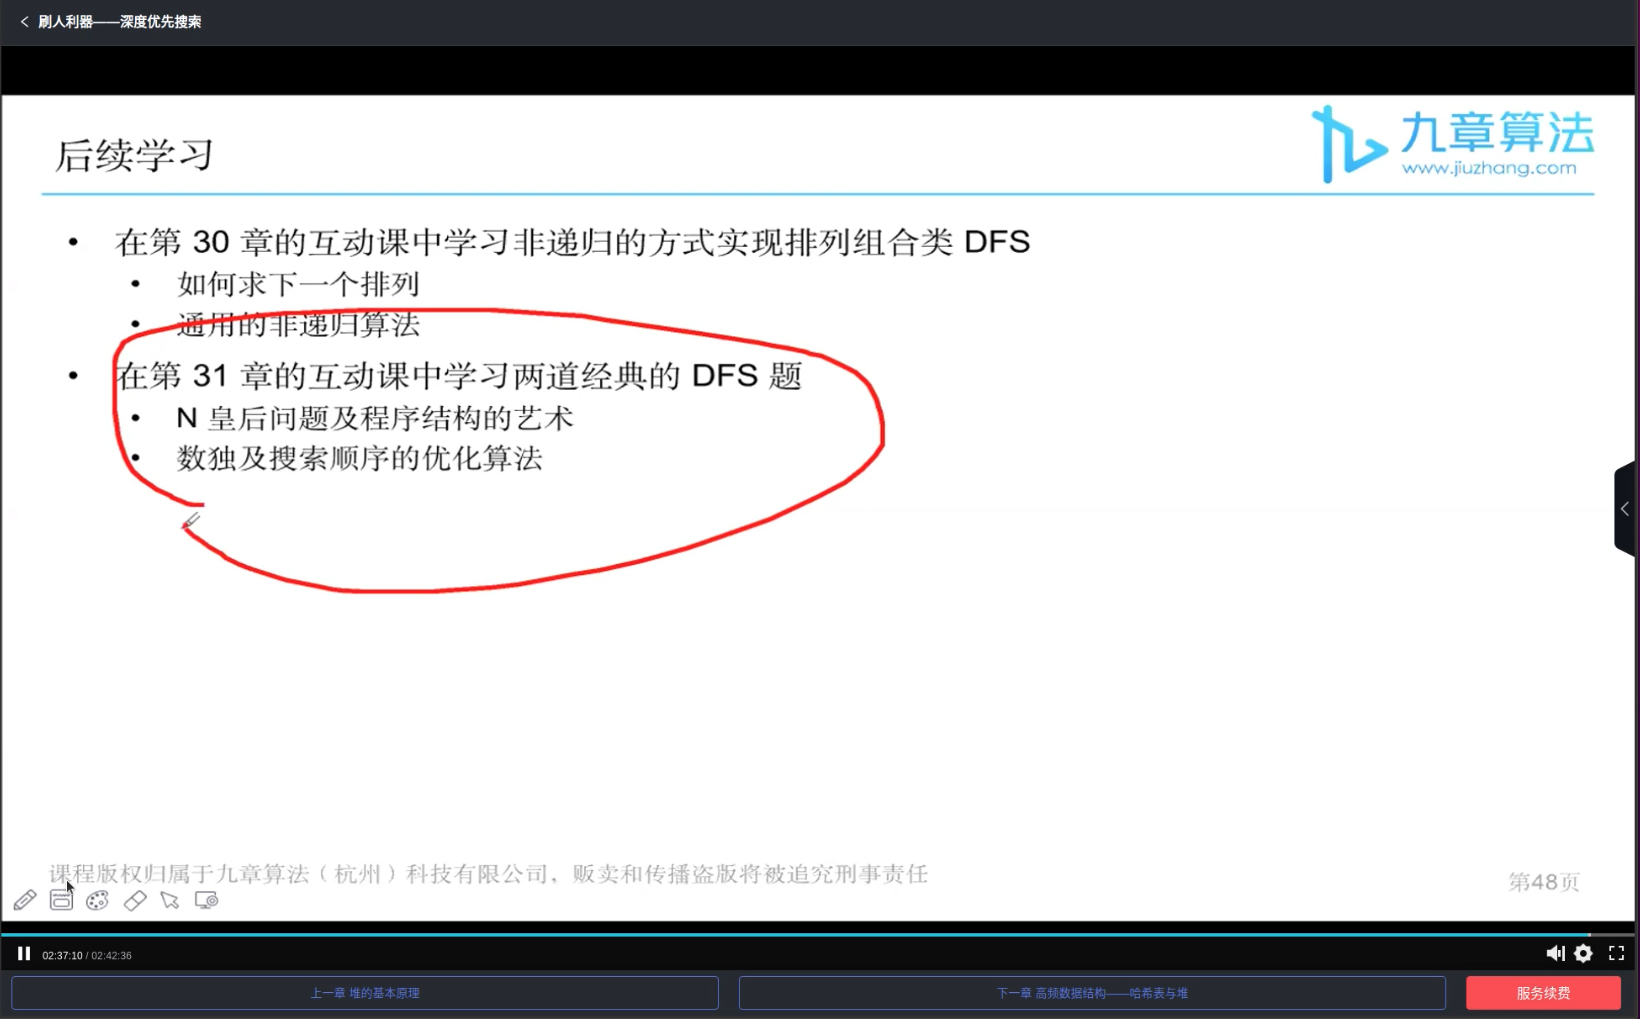 刷人利器——深度优先搜索
后续学习
九章算法
www.jiuzhang.com
• 在第 30 章的互动课中学习非递归的方式实现排列组合类 DFS
• 如何求下一个排列
• 通用的非递归算法
• 在第 31 章的互动课中学习两道经典的 DFS 题
• N 皇后问题及程序结构的艺术
• 数独及搜索顺序的优化算法
课程版权归属于九章算法（杭州）科技有限公司，贩卖和传播盗版将被追究刑事责任
第48页
02:37:10 / 02:42:36
上一章 堆的基本原理
下一章 高频数据结构——哈希表与堆
服务续费